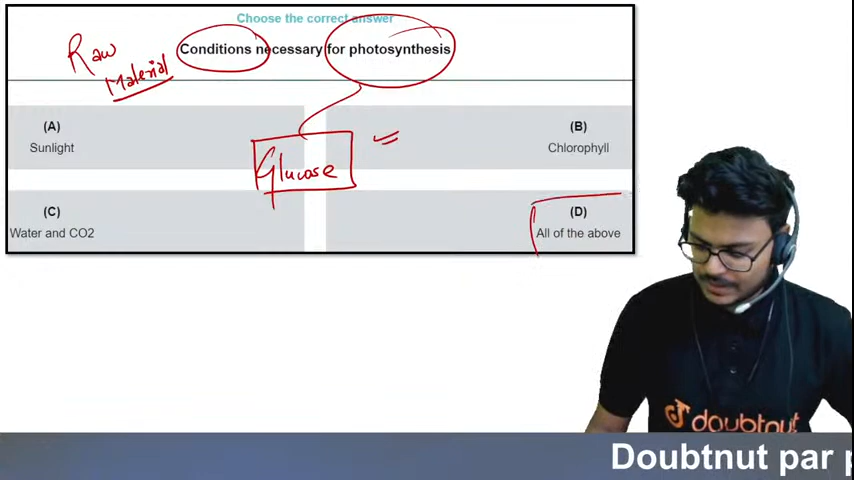 Choose the correct answer
Raw
Material
Conditions necessary for photosynthesis
(A)
Sunlight
(B)
Chlorophyll
Glucose
(C)
Water and CO2
(D)
All of the above
doubtnut
Doubtnut par p